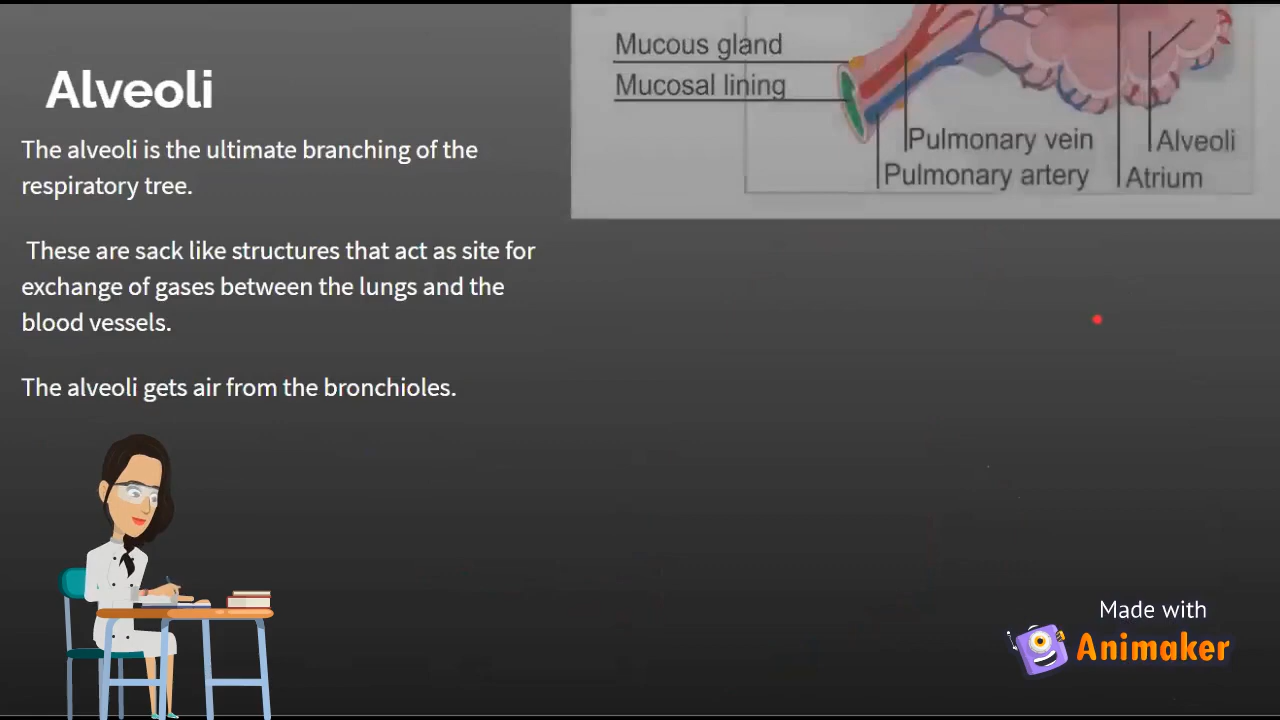 Alveoli
The alveoli is the ultimate branching of the
respiratory tree.
These are sack like structures that act as site for
exchange of gases between the lungs and the
blood vessels.
The alveoli gets air from the bronchioles.
Mucous gland
Mucosal lining
Pulmonary vein
Alveoli
Pulmonary artery
Atrium
Made with
Animaker